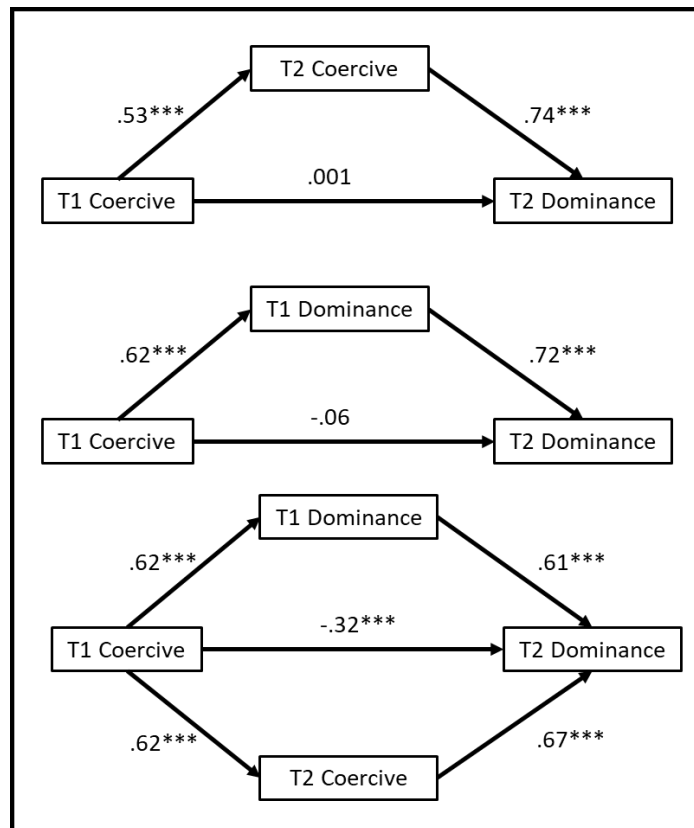 T2 Coercive
.53***
.74***
.001
T1 Coercive
T2 Dominance
T1 Dominance
.62***
.72***
-.06
T1 Coercive
T2 Dominance
T1 Dominance
.62***
.61***
-.32***
T1 Coercive
T2 Dominance
.62***
.67***
T2 Coercive